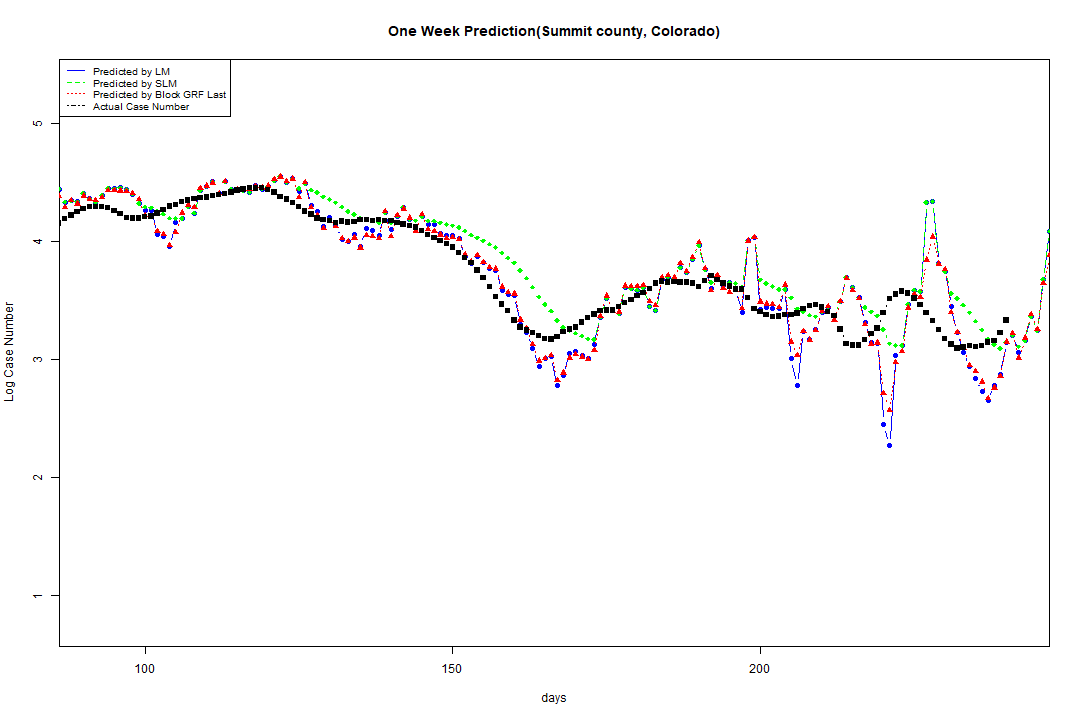 One Week Prediction(Summit county, Colorado)
Predicted by LM
Predicted by SLM
Predicted by Block GRF Last
Actual Case Number
5
4
3
2
1
Log Case Number
100 150 200
days